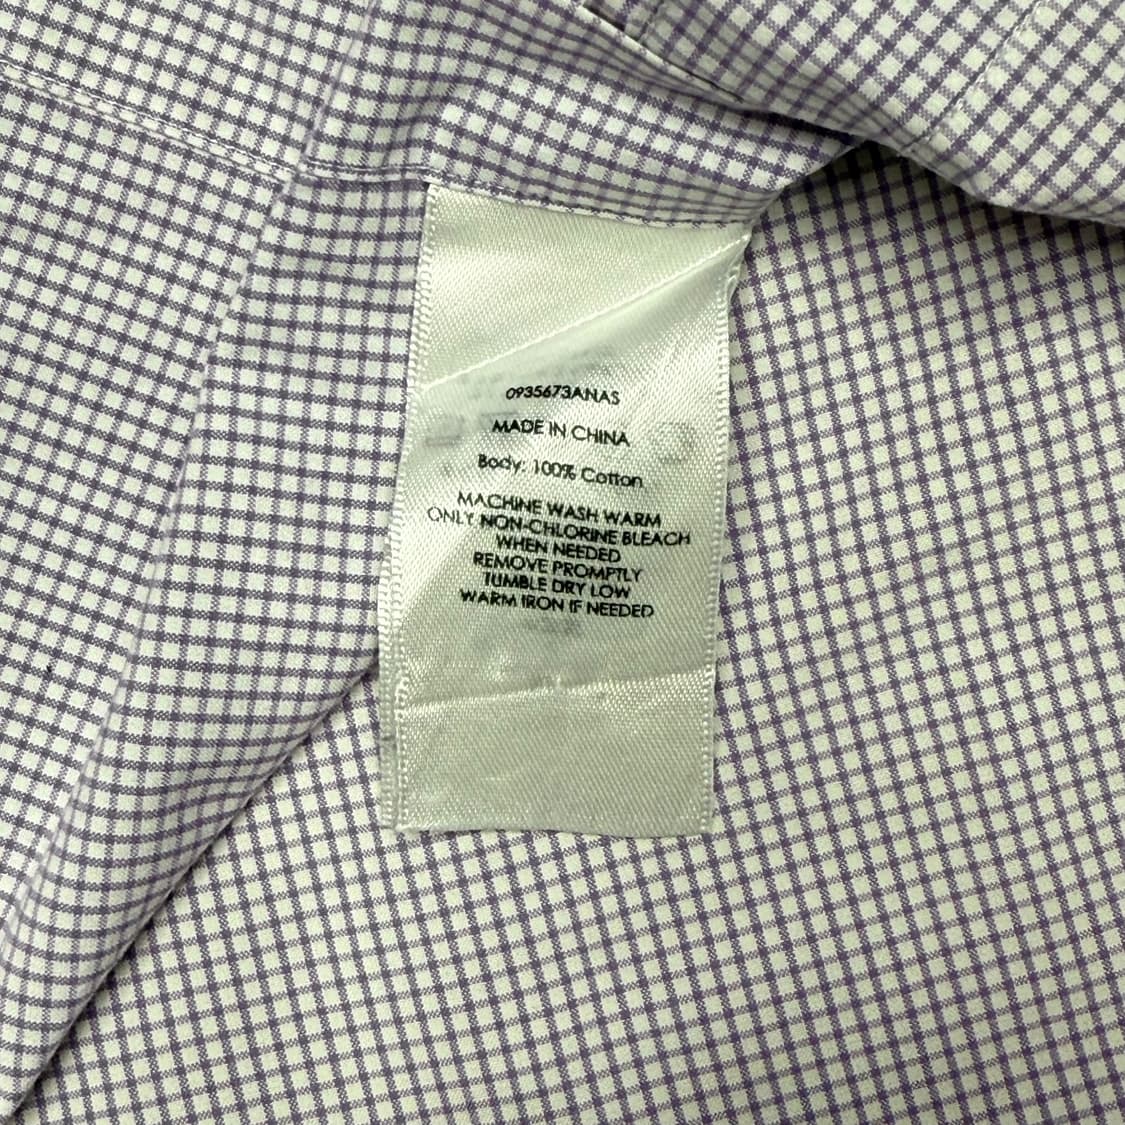 0935673ANAS
MADE IN CHINA
Body: 100% Cotton
MACHINE WASH WARM
ONLY NON-CHLORINE BLEACH
WHEN NEEDED
REMOVE PROMPTLY
TUMBLE DRY LOW
WARM IRON IF NEEDED